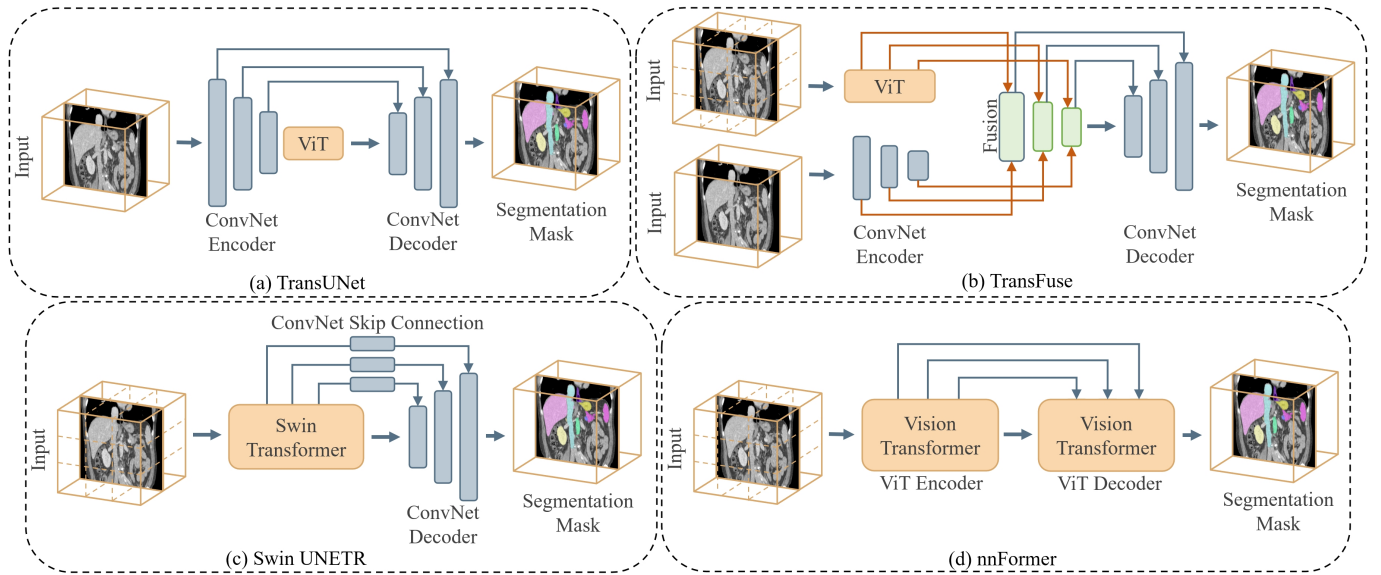 Input
ViT
ConvNet
Encoder
ConvNet
Decoder
Segmentation
Mask
(a) TransUNet
Input
ViT
Input
Fusion
ConvNet
Encoder
ConvNet
Decoder
Segmentation
Mask
(b) TransFuse
ConvNet Skip Connection
Input
Swin
Transformer
ConvNet
Decoder
Segmentation
Mask
(c) Swin UNETR
Input
Vision
Transformer
ViT Encoder
Vision
Transformer
ViT Decoder
Segmentation
Mask
(d) nnFormer